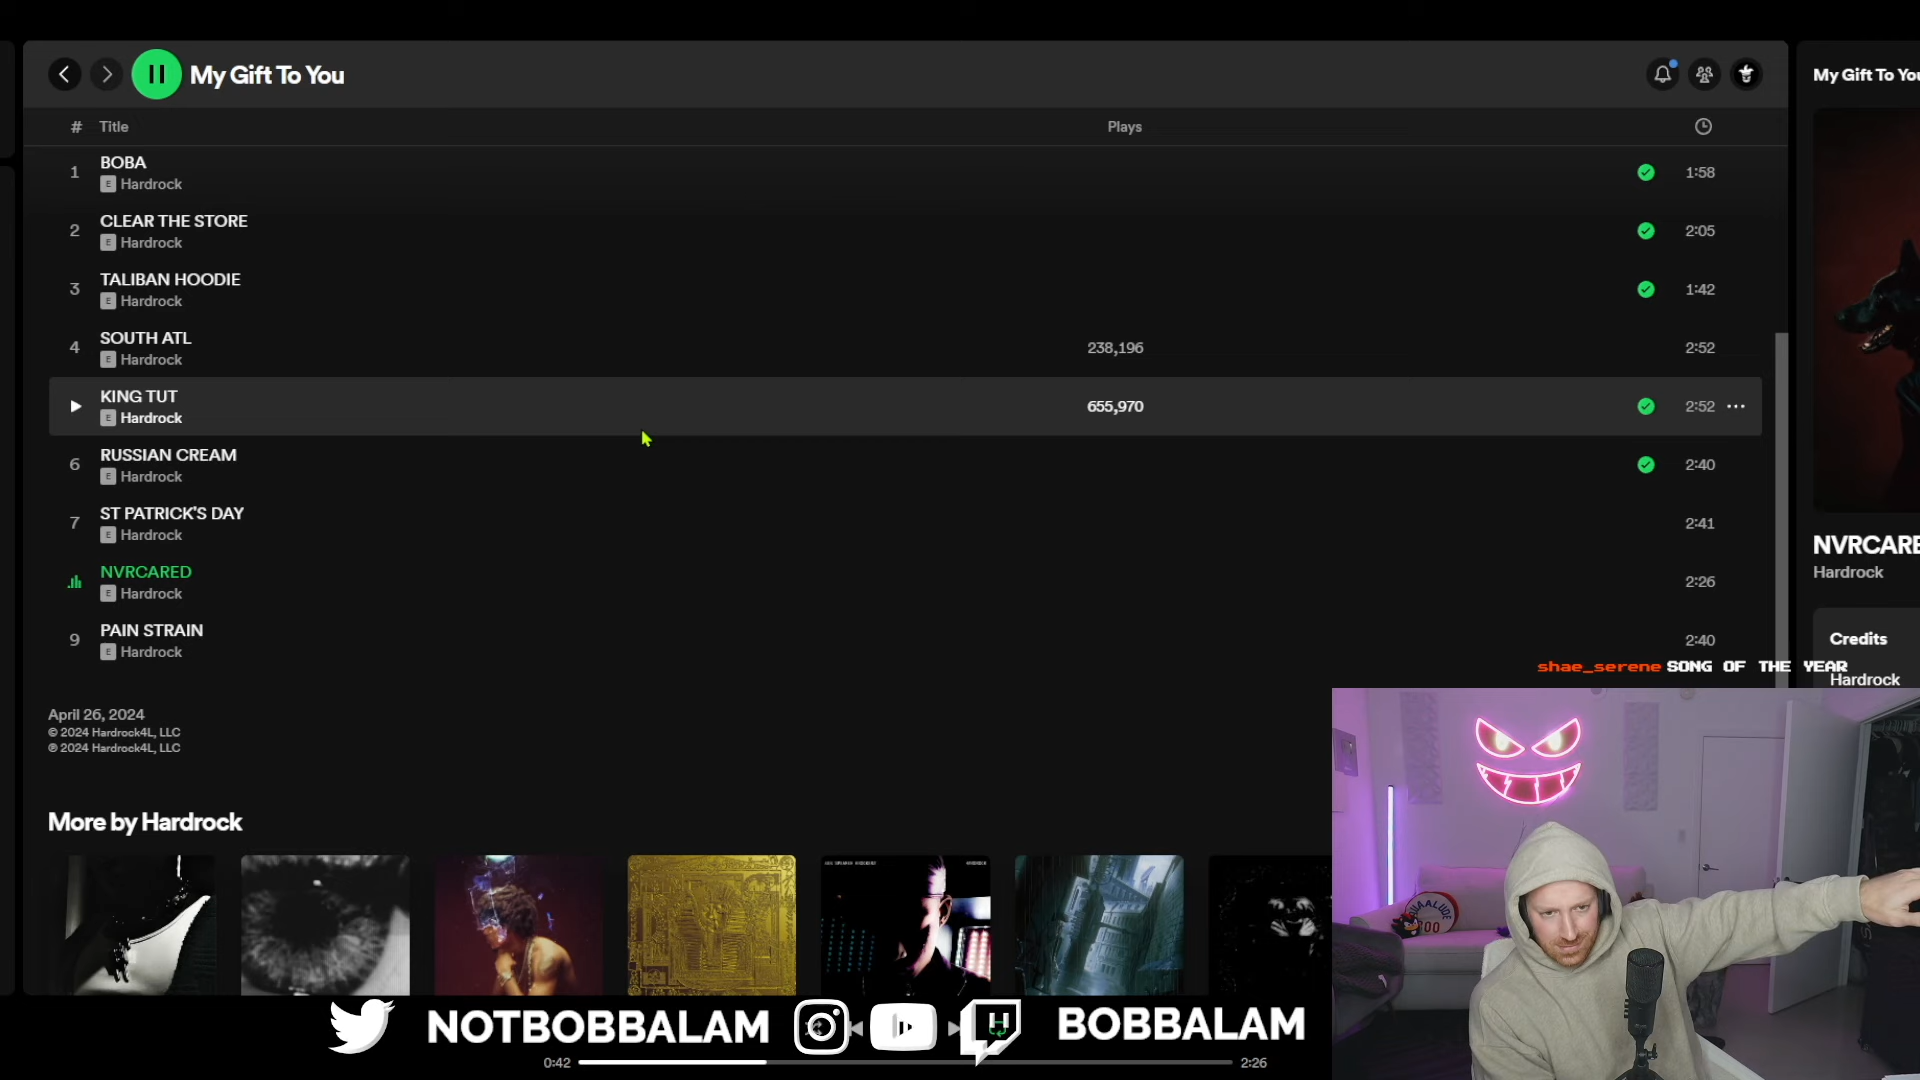 My Gift To You
My Gift To You
# Title Plays
1 BOBA 1:58
E Hardrock
2 CLEAR THE STORE 2:05
E Hardrock
3 TALIBAN HOODIE 1:42
E Hardrock
4 SOUTH ATL 238,196 2:52
E Hardrock
KING TUT 655,970 2:52
E Hardrock
6 RUSSIAN CREAM 2:40
E Hardrock
7 ST PATRICK'S DAY 2:41
E Hardrock
NVRCARED 2:26
E Hardrock
9 PAIN STRAIN 2:40
E Hardrock
NVRCARE
Hardrock
Credits
Hardrock
shae_serene SONG OF THE YEAR
April 26, 2024
© 2024 Hardrock4L, LLC
℗ 2024 Hardrock4L, LLC
More by Hardrock
NOTBOBBALAM BOBBALAM
0:42 2:26